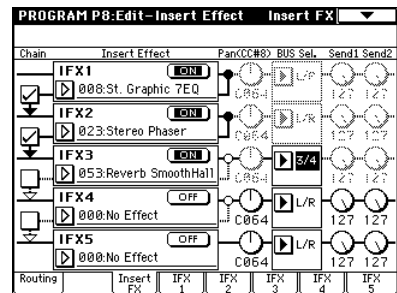 PROGRAM P8:Edit-Insert Effect Insert FX
Chain Insert Effect Pan(CC#8) BUS Sel. Send1 Send2
IFX1 ON L/R
008:St. Graphic 7EQ C064 127 127
IFX2 ON L/R
023:Stereo Phaser C064 127 127
IFX3 ON 3/4
053:Reverb SmoothHall C064 127 127
IFX4 OFF L/R
000:No Effect C064 127 127
IFX5 OFF L/R
000:No Effect C064 127 127
Routing Insert FX IFX 1 IFX 2 IFX 3 IFX 4 IFX 5